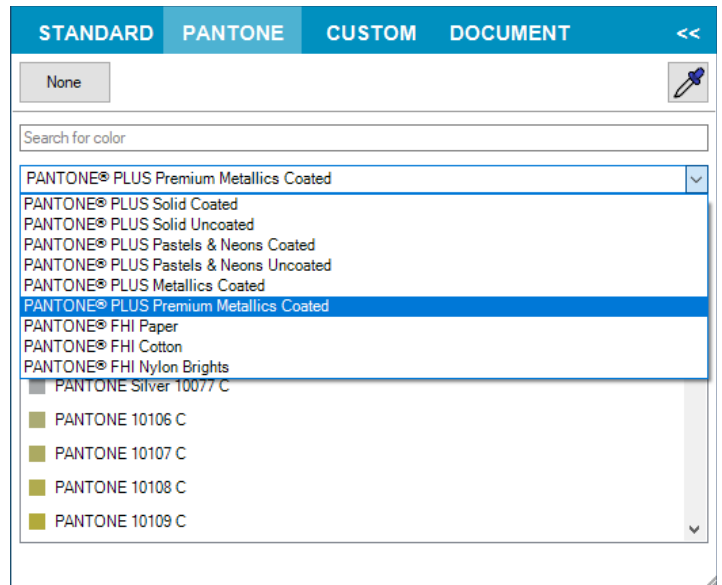 STANDARD PANTONE CUSTOM DOCUMENT <<
None
Search for color
PANTONE® PLUS Premium Metallics Coated
PANTONE® PLUS Solid Coated
PANTONE® PLUS Solid Uncoated
PANTONE® PLUS Pastels & Neons Coated
PANTONE® PLUS Pastels & Neons Uncoated
PANTONE® PLUS Metallics Coated
PANTONE® PLUS Premium Metallics Coated
PANTONE® FHI Paper
PANTONE® FHI Cotton
PANTONE® FHI Nylon Brights
PANTONE Silver 10077 C
PANTONE 10106 C
PANTONE 10107 C
PANTONE 10108 C
PANTONE 10109 C